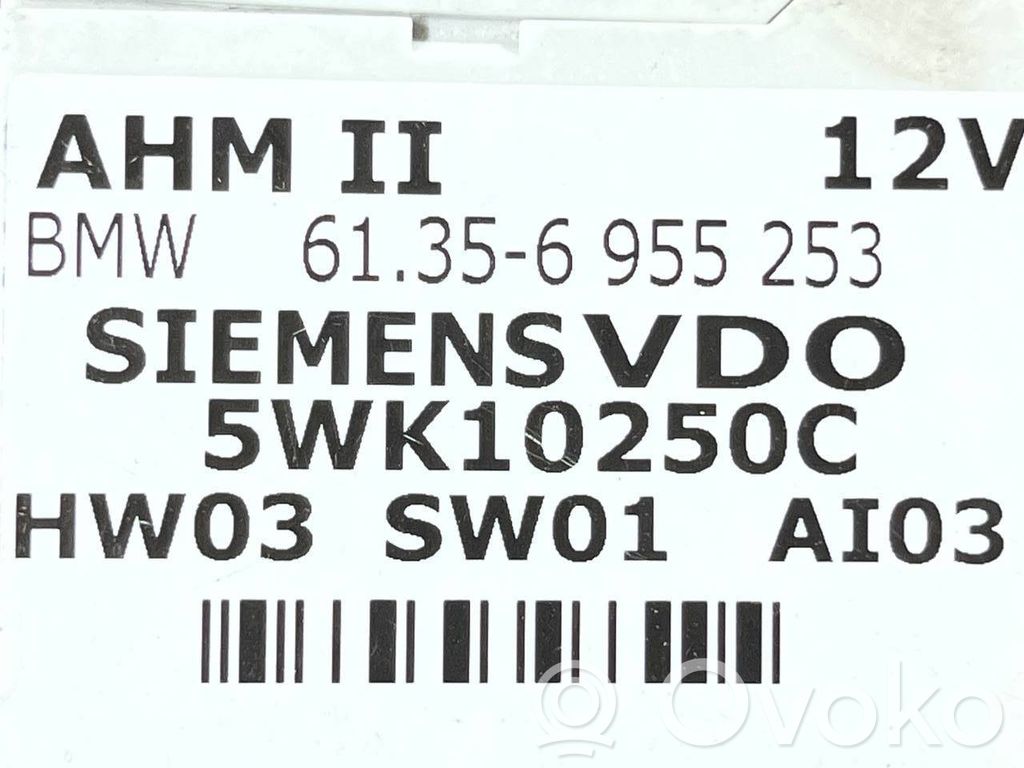 AHM II 12V
BMW 61.35-6 955 253
SIEMENSVDO
5WK10250C
HW03 SW01 AI03
Ovoko